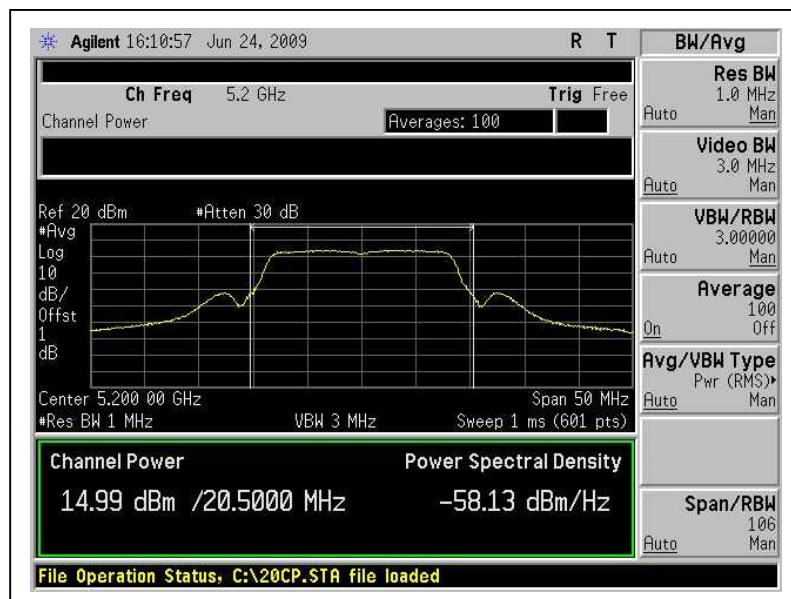 Agilent 16:10:57 Jun 24, 2009 R T
BW/Avg
Ch Freq 5.2 GHz Trig Free
Channel Power Averages: 100
Ref 20 dBm #Atten 30 dB
#Avg
Log
10
dB/
Offst
1
dB
Center 5.200 00 GHz Span 50 MHz
#Res BW 1 MHz VBW 3 MHz Sweep 1 ms (601 pts)
Channel Power Power Spectral Density
14.99 dBm /20.5000 MHz -58.13 dBm/Hz
File Operation Status, C:\20CP.STA file loaded
Res BW
1.0 MHz
Auto Man
Video BW
3.0 MHz
Auto Man
VBW/RBW
3.00000
Auto Man
Average
100
On Off
Avg/VBW Type
Pwr (RMS)▸
Auto Man
Span/RBW
106
Auto Man